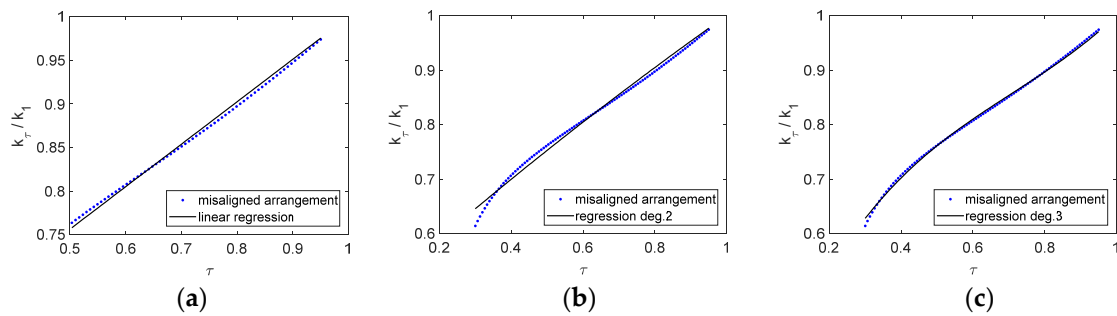 1
0.95
0.9
0.85
0.8
0.75
k_τ / k_1
misaligned arrangement
linear regression
0.5 0.6 0.7 0.8 0.9 1
τ
(a)
1
0.9
0.8
0.7
0.6
k_τ / k_1
misaligned arrangement
regression deg.2
0.2 0.4 0.6 0.8 1
τ
(b)
1
0.9
0.8
0.7
0.6
k_τ / k_1
misaligned arrangement
regression deg.3
0.2 0.4 0.6 0.8 1
τ
(c)